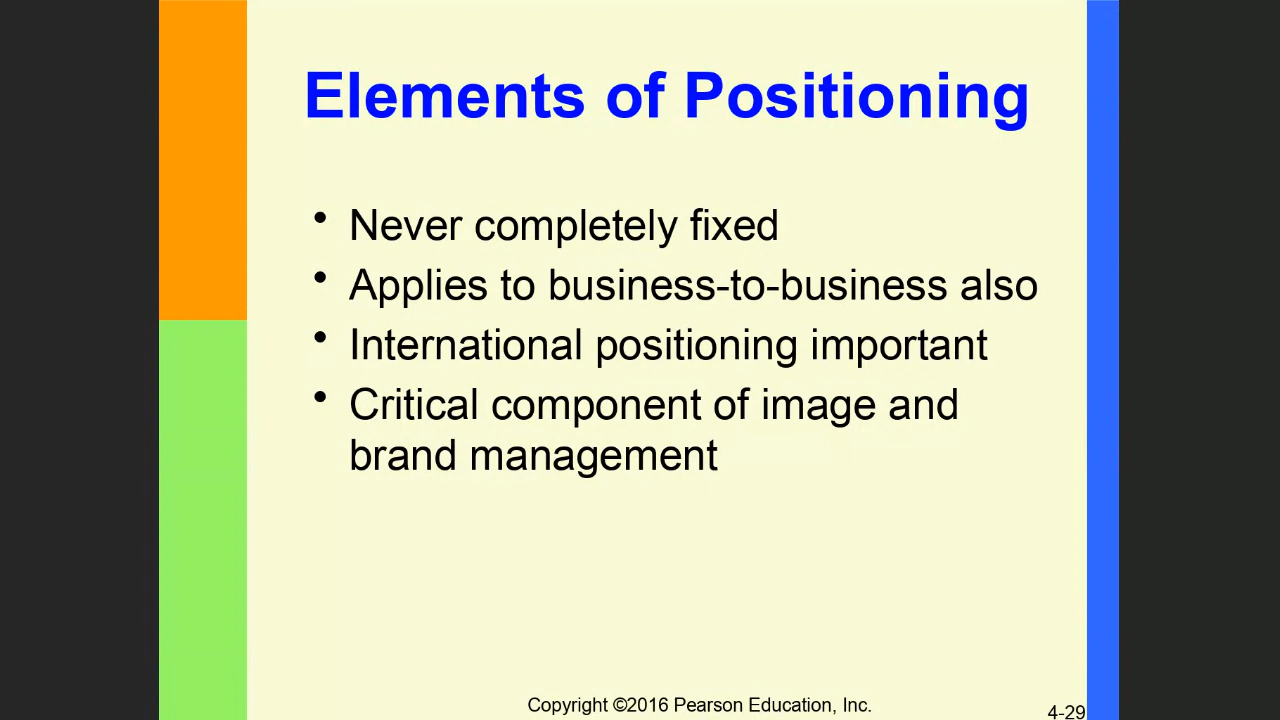 Elements of Positioning
• Never completely fixed
• Applies to business-to-business also
• International positioning important
• Critical component of image and
brand management
Copyright ©2016 Pearson Education, Inc.
4-29